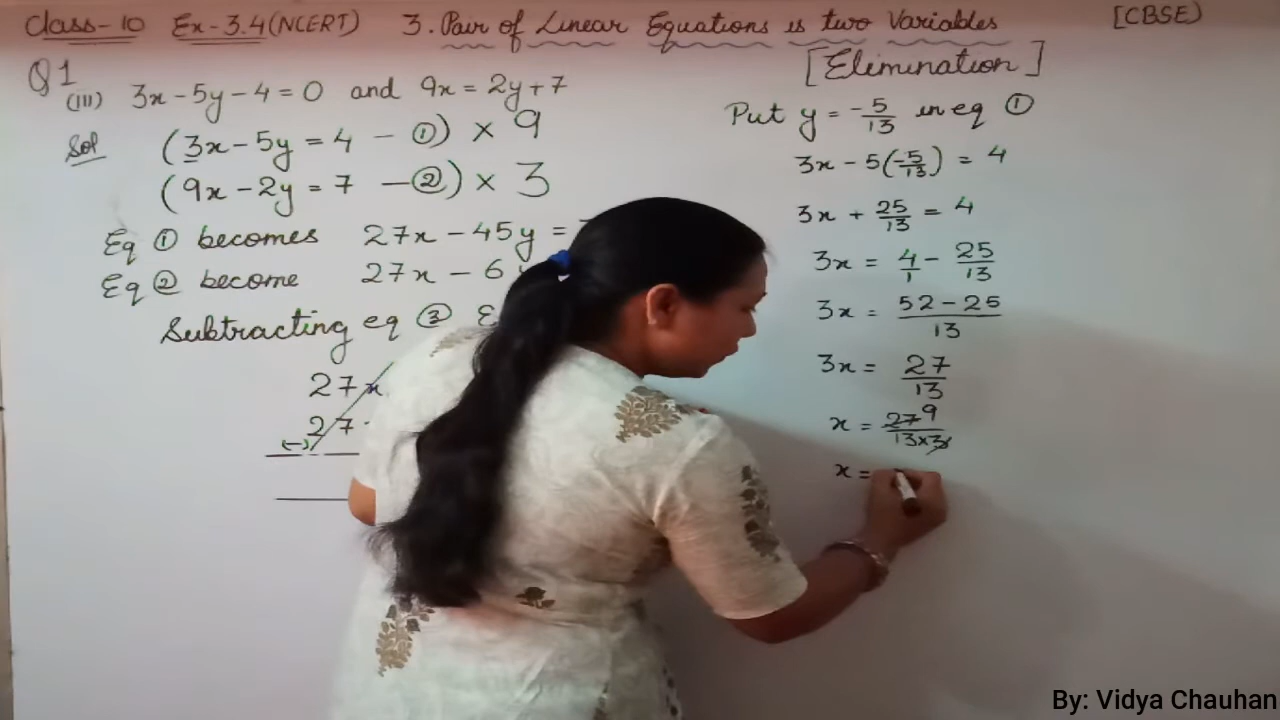 Class-10 Ex-3.4(NCERT) 3. Pair of Linear Equations is two Variables [CBSE)
[Elimination]
Q1
(III) 3x-5y-4=0 and 9x=2y+7
Sol (3x-5y=4 - ①) × 9
(9x-2y=7 -②) × 3
Eq ① becomes 27x-45y=
Eq ② become 27x-6
Subtracting eq ③
27x
27
(-)
Put y = -5/13 in eq ①
3x - 5(-5/13) = 4
3x + 25/13 = 4
3x = 4/1 - 25/13
3x = 52-25/13
3x = 27/13
x = 27 9/13×3
x =
By: Vidya Chauhan